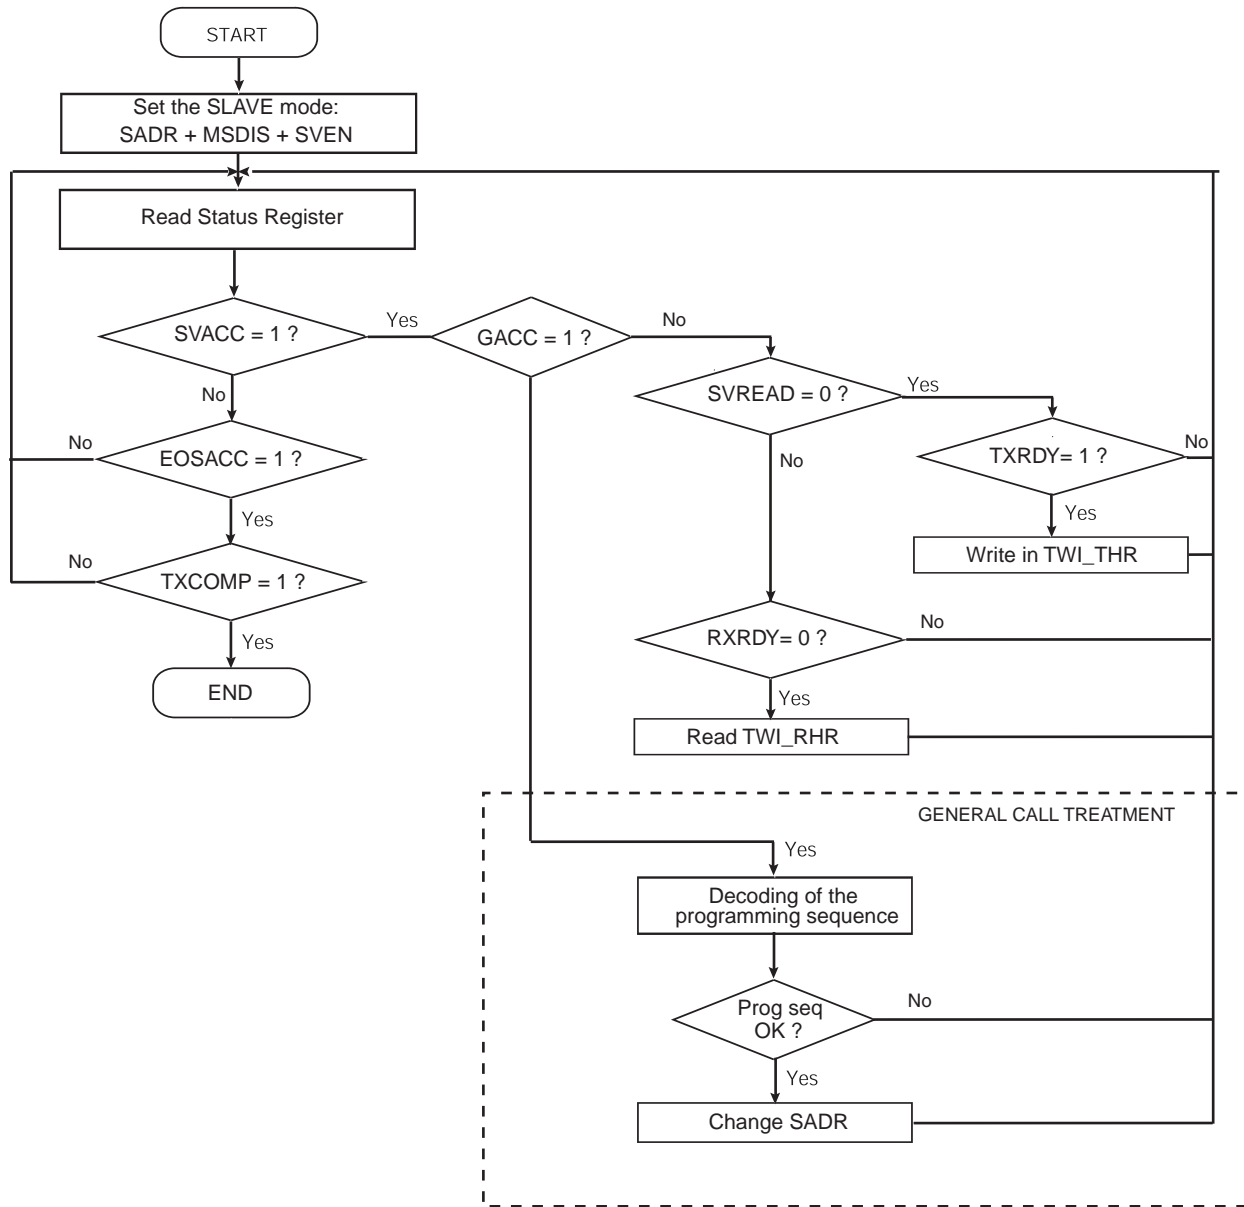 START
Set the SLAVE mode:
SADR + MSDIS + SVEN
Read Status Register
SVACC = 1 ?
Yes
GACC = 1 ?
No
SVREAD = 0 ?
Yes
No
EOSACC = 1 ?
No
No
TXRDY= 1 ?
No
Yes
Yes
Write in TWI_THR
TXCOMP = 1 ?
No
RXRDY= 0 ?
No
Yes
END
Yes
Read TWI_RHR
GENERAL CALL TREATMENT
Yes
Decoding of the
programming sequence
Prog seq
OK ?
No
Yes
Change SADR